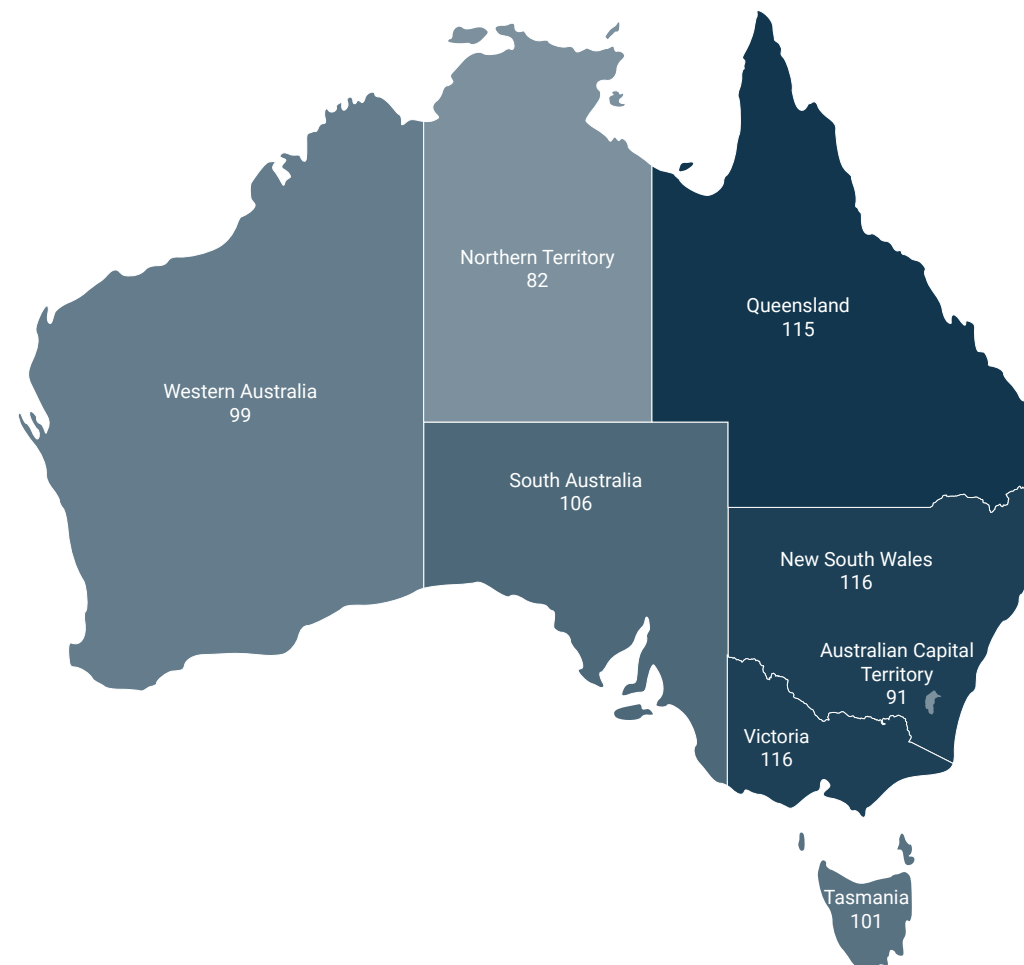 Northern Territory
82
Queensland
115
Western Australia
99
South Australia
106
New South Wales
116
Australian Capital
Territory
91
Victoria
116
Tasmania
101